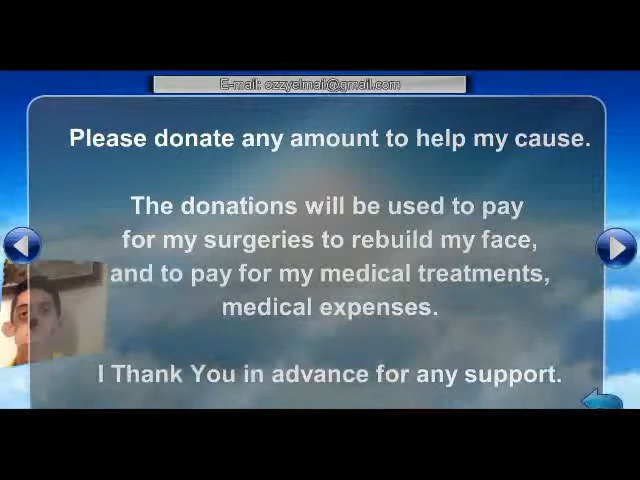 E-mail: ozzyelmail@gmail.com
Please donate any amount to help my cause.
The donations will be used to pay
for my surgeries to rebuild my face,
and to pay for my medical treatments,
medical expenses.
I Thank You in advance for any support.